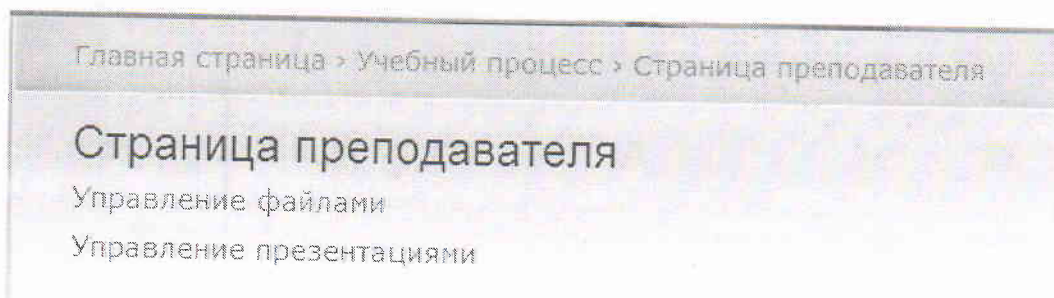 Главная страница › Учебный процесс › Страница преподавателя
Страница преподавателя
Управление файлами
Управление презентациями